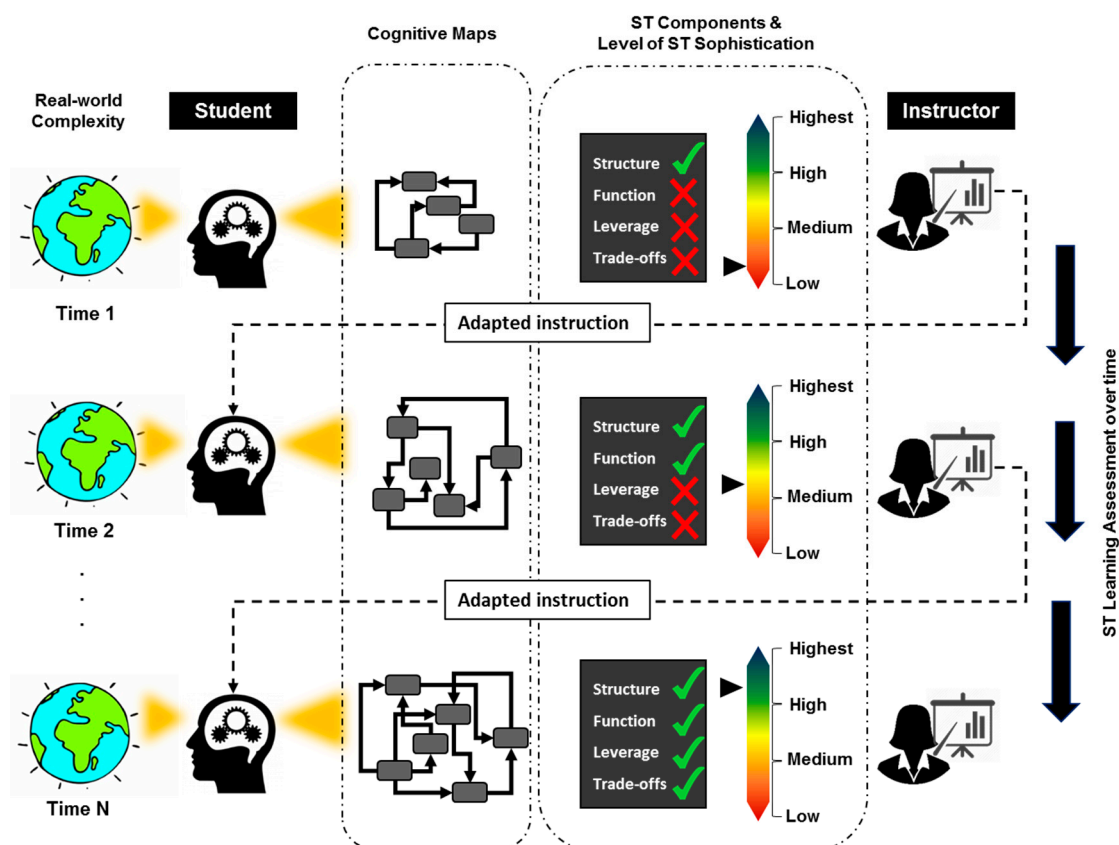 Cognitive Maps
ST Components &
Level of ST Sophistication
Real-world
Complexity
Student
Instructor
Structure
Function
Leverage
Trade-offs
Highest
High
Medium
Low
Time 1
Adapted instruction
Structure
Function
Leverage
Trade-offs
Highest
High
Medium
Low
Time 2
Adapted instruction
Structure
Function
Leverage
Trade-offs
Highest
High
Medium
Low
Time N
ST Learning Assessment overtime